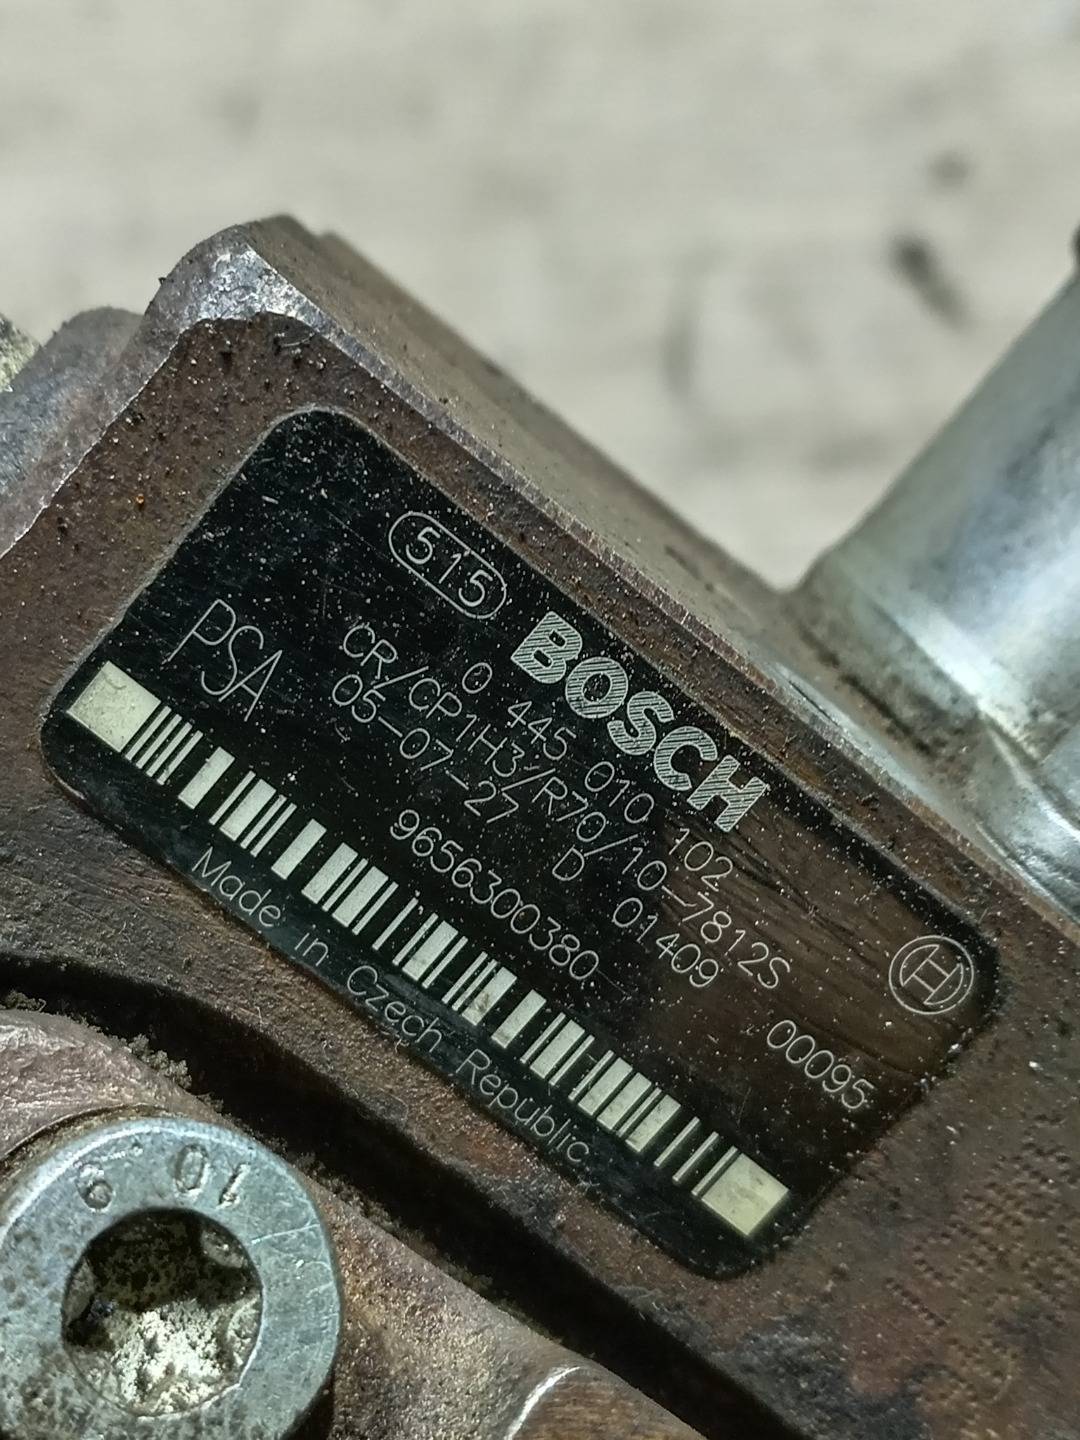 515
BOSCH
0 445 010 102
CR/CP1H3/R70/10-7812S
05-07-27 D 01409
00095
PSA
9656300380
Made in Czech Republic
10.9